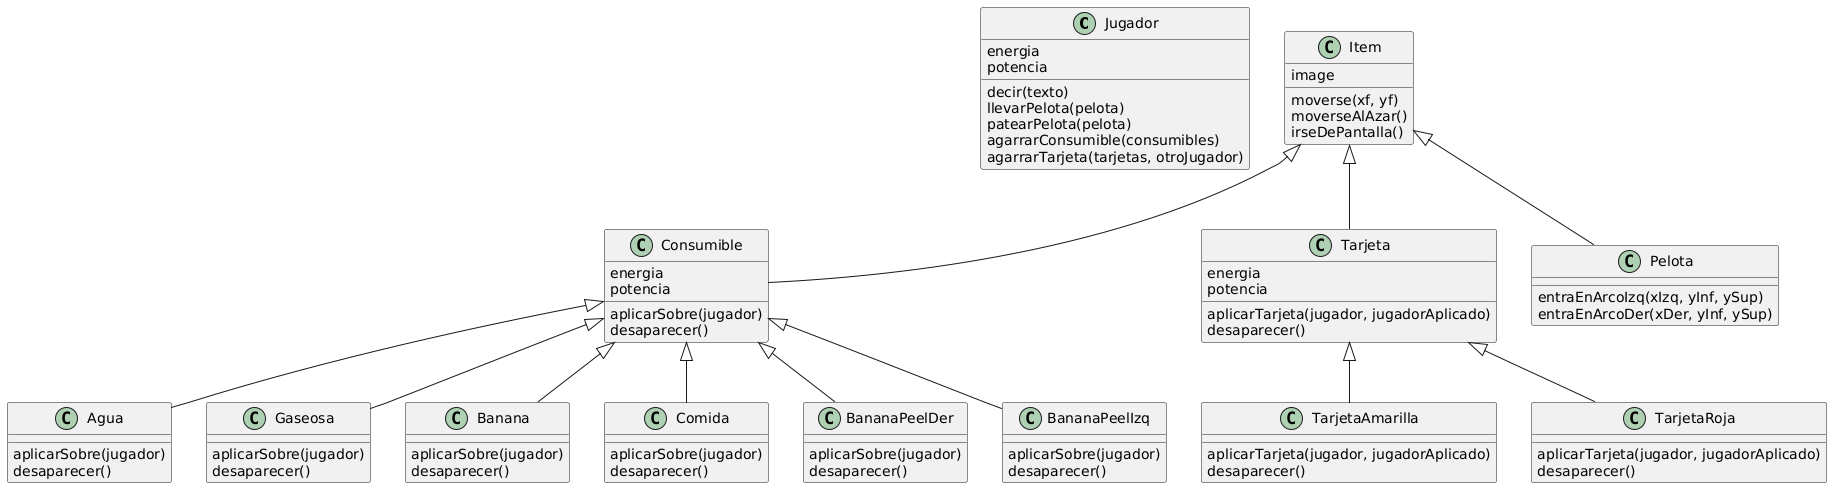 C Jugador
energia
potencia
decir(texto)
llevarPelota(pelota)
patearPelota(pelota)
agarrarConsumible(consumibles)
agarrarTarjeta(tarjetas, otroJugador)
C Item
image
moverse(xf, yf)
moverseAlAzar()
irseDePantalla()
C Consumible
energia
potencia
aplicarSobre(jugador)
desaparecer()
C Tarjeta
energia
potencia
aplicarTarjeta(jugador, jugadorAplicado)
desaparecer()
C Pelota
entraEnArcoIzq(xIzq, yInf, ySup)
entraEnArcoDer(xDer, yInf, ySup)
C Agua
aplicarSobre(jugador)
desaparecer()
C Gaseosa
aplicarSobre(jugador)
desaparecer()
C Banana
aplicarSobre(jugador)
desaparecer()
C Comida
aplicarSobre(jugador)
desaparecer()
C BananaPeelDer
aplicarSobre(jugador)
desaparecer()
C BananaPeelIzq
aplicarSobre(jugador)
desaparecer()
C TarjetaAmarilla
aplicarTarjeta(jugador, jugadorAplicado)
desaparecer()
C TarjetaRoja
aplicarTarjeta(jugador, jugadorAplicado)
desaparecer()